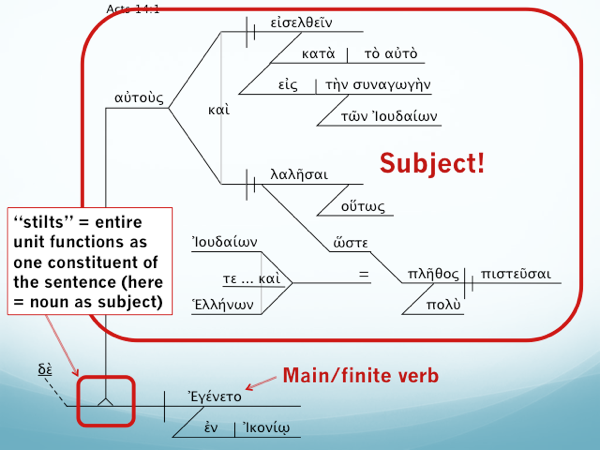 Acts 14:1
εἰσελθεῖν
κατὰ τὸ αὐτὸ
εἰς τὴν συναγωγὴν
τῶν Ἰουδαίων
αὐτοὺς
καὶ
Subject!
λαλῆσαι
οὕτως
ὥστε
“stilts” = entire
unit functions as
one constituent of
the sentence (here
= noun as subject)
Ἰουδαίων
τε ... καὶ
=
Ἑλλήνων
πλῆθος πιστεῦσαι
πολὺ
δὲ
Main/finite verb
Ἐγένετο
ἐν Ἰκονίῳ